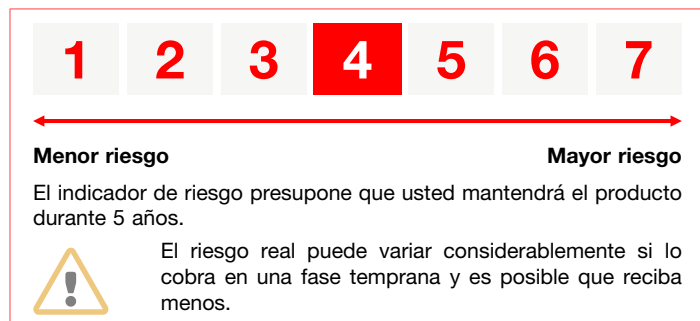 1 2 3 4 5 6 7
Menor riesgo Mayor riesgo
El indicador de riesgo presupone que usted mantendrá el producto
durante 5 años.
El riesgo real puede variar considerablemente si lo
cobra en una fase temprana y es posible que reciba
menos.